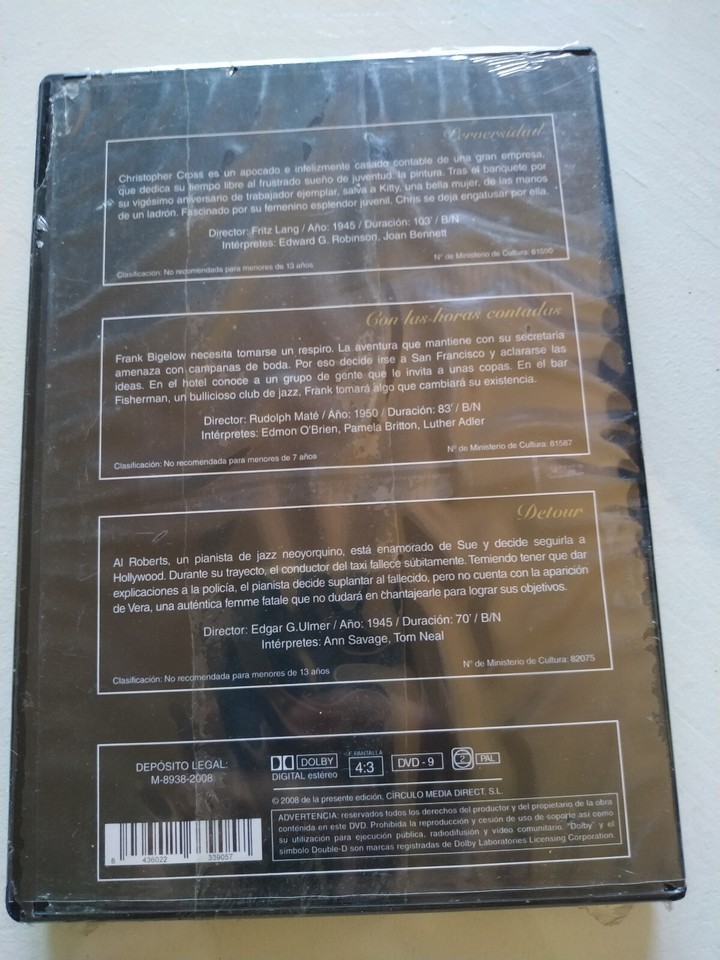 Perversidad
Christopher Cross es un apocado e infelizmente casado contable de una gran empresa,
que dedica su tiempo libre al frustrado sueño de juventud: la pintura. Tras el banquete por
su vigésimo aniversario de trabajador ejemplar, salva a Kitty, una bella mujer, de las manos
de un ladrón. Fascinado por su femenino esplendor juvenil, Chris se deja engatusar por ella.
Director: Fritz Lang / Año: 1945 / Duración: 103' / B/N
Intérpretes: Edward G. Robinson, Joan Bennett
Clasificación: No recomendada para menores de 13 años
Nº de Ministerio de Cultura: 81590
Con las horas contadas
Frank Bigelow necesita tomarse un respiro. La aventura que mantiene con su secretaria
amenaza con campanas de boda. Por eso decide irse a San Francisco y aclararse las
ideas. En el hotel conoce a un grupo de gente que le invita a unas copas. En el bar
Fisherman, un bullicioso club de jazz, Frank tomará algo que cambiará su existencia.
Director: Rudolph Maté / Año: 1950 / Duración: 83' / B/N
Intérpretes: Edmon O'Brien, Pamela Britton, Luther Adler
Clasificación: No recomendada para menores de 7 años
Nº de Ministerio de Cultura: 81587
Detour
Al Roberts, un pianista de jazz neoyorquino, está enamorado de Sue y decide seguirla a
Hollywood. Durante su trayecto, el conductor del taxi fallece súbitamente. Temiendo tener que dar
explicaciones a la policía, el pianista decide suplantar al fallecido, pero no cuenta con la aparición
de Vera, una auténtica femme fatale que no dudará en chantajearle para lograr sus objetivos.
Director: Edgar G.Ulmer / Año: 1945 / Duración: 70' / B/N
Intérpretes: Ann Savage, Tom Neal
Clasificación: No recomendada para menores de 13 años
Nº de Ministerio de Cultura: 82075
DEPÓSITO LEGAL:
M-8938-2008
DOLBY
DIGITAL estéreo
F. PANTALLA
4:3
DVD - 9
2
PAL
© 2008 de la presente edición, CÍRCULO MEDIA DIRECT, S.L.
ADVERTENCIA: reservados todos los derechos del productor y del propietario de la obra
contenida en este DVD. Prohibida la reproducción y cesión de uso de soporte así como
su utilización para ejecución pública, radiodifusión y video comunitario. "Dolby" y el
símbolo Double-D son marcas registradas de Dolby Laboratories Licensing Corporation.
8 436022 339057